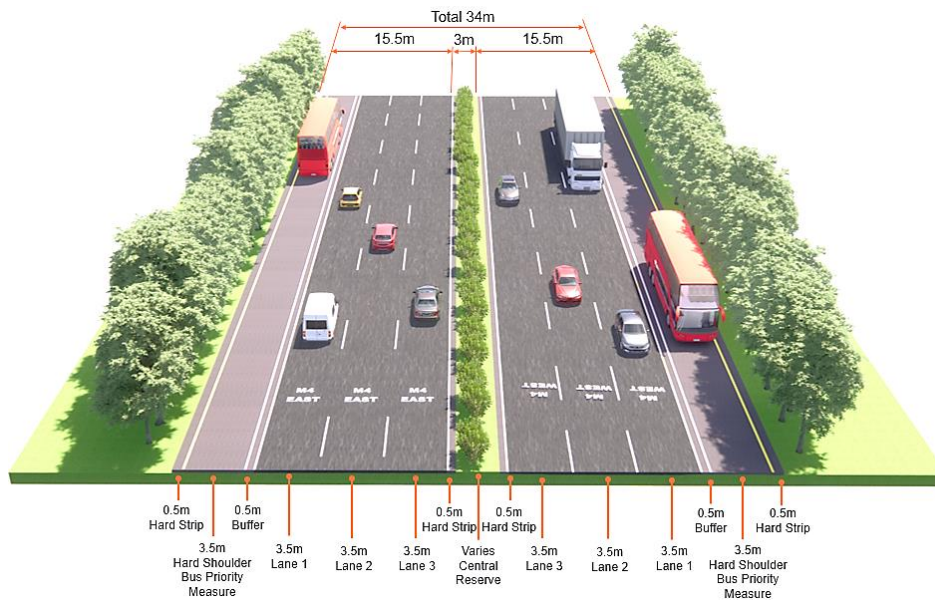 Total 34m
15.5m
3m
15.5m
M4 M4 M4
EAST EAST EAST
WEST WEST WEST
M4 M4 M4
0.5m
Hard Strip
3.5m
Hard Shoulder
Bus Priority
Measure
0.5m
Buffer
3.5m
Lane 1
3.5m
Lane 2
3.5m
Lane 3
0.5m
Hard Strip
Varies
Central
Reserve
0.5m
Hard Strip
3.5m
Lane 3
3.5m
Lane 2
3.5m
Lane 1
0.5m
Buffer
3.5m
Hard Shoulder
Bus Priority
Measure
0.5m
Hard Strip